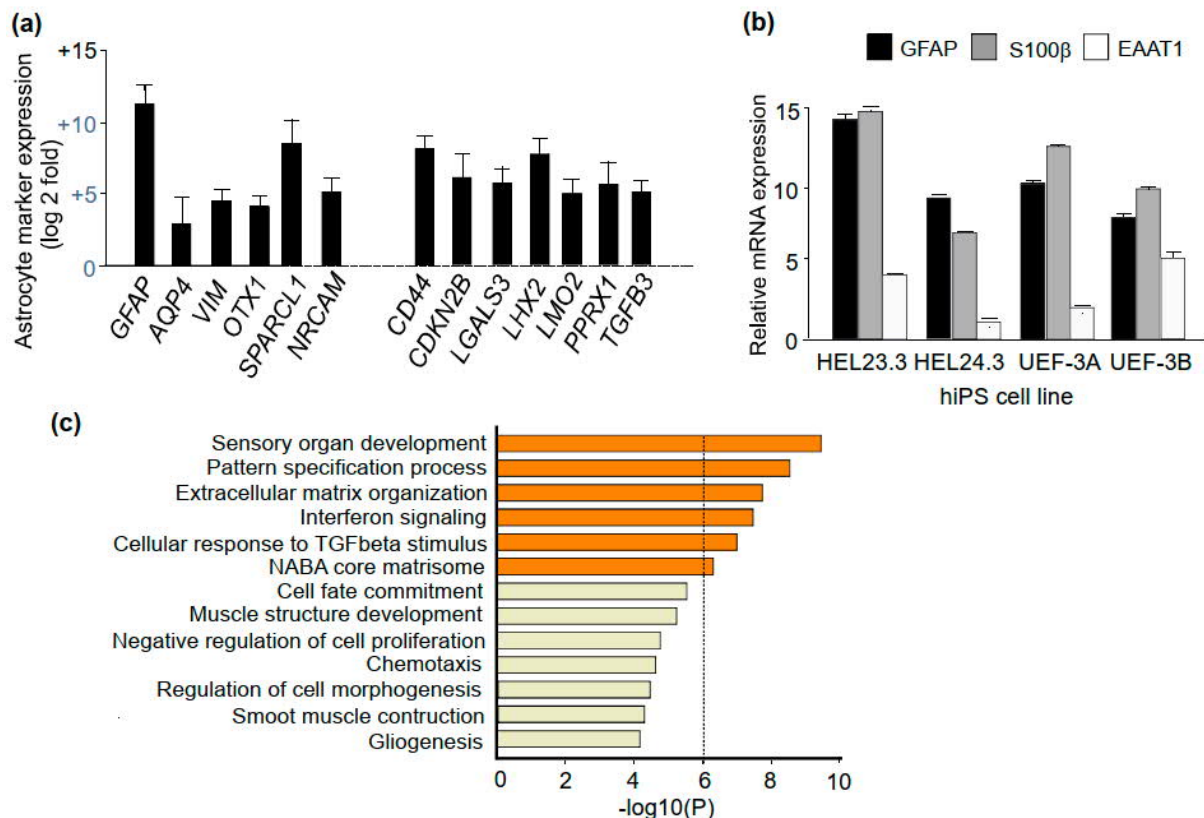 (a)
Astrocyte marker expression
(log 2 fold)
+15
+10
+5
0
GFAP
AQP4
VIM
OTX1
SPARCL1
NRCAM
CD44
CDKN2B
LGALS3
LHX2
LMO2
PPRX1
TGFB3
(b)
GFAP S100β EAAT1
Relative mRNA expression
15
10
5
0
HEL23.3 HEL24.3 UEF-3A UEF-3B
hiPS cell line
(c)
Sensory organ development
Pattern specification process
Extracellular matrix organization
Interferon signaling
Cellular response to TGFbeta stimulus
NABA core matrisome
Cell fate commitment
Muscle structure development
Negative regulation of cell proliferation
Chemotaxis
Regulation of cell morphogenesis
Smoot muscle contruction
Gliogenesis
0 2 4 6 8 10
-log10(P)